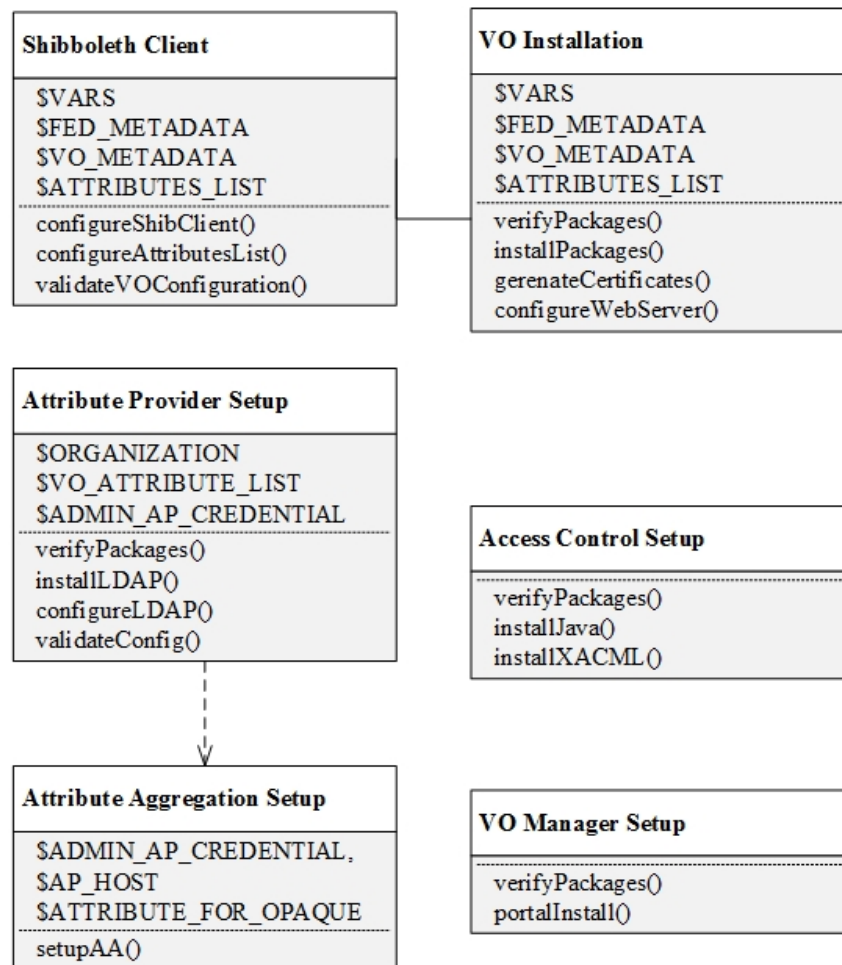 Shibboleth Client
$VARS
$FED_METADATA
$VO_METADATA
$ATTRIBUTES_LIST
configureShibClient()
configureAttributesList()
validateVOConfiguration()
VO Installation
$VARS
$FED_METADATA
$VO_METADATA
$ATTRIBUTES_LIST
verifyPackages()
installPackages()
gerenateCertificates()
configureWebServer()
Attribute Provider Setup
$ORGANIZATION
$VO_ATTRIBUTE_LIST
$ADMIN_AP_CREDENTIAL
verifyPackages()
installLDAP()
configureLDAP()
validateConfig()
Access Control Setup
verifyPackages()
installJava()
installXACML()
Attribute Aggregation Setup
$ADMIN_AP_CREDENTIAL,
$AP_HOST
$ATTRIBUTE_FOR_OPAQUE
setupAA()
VO Manager Setup
verifyPackages()
portalInstall()